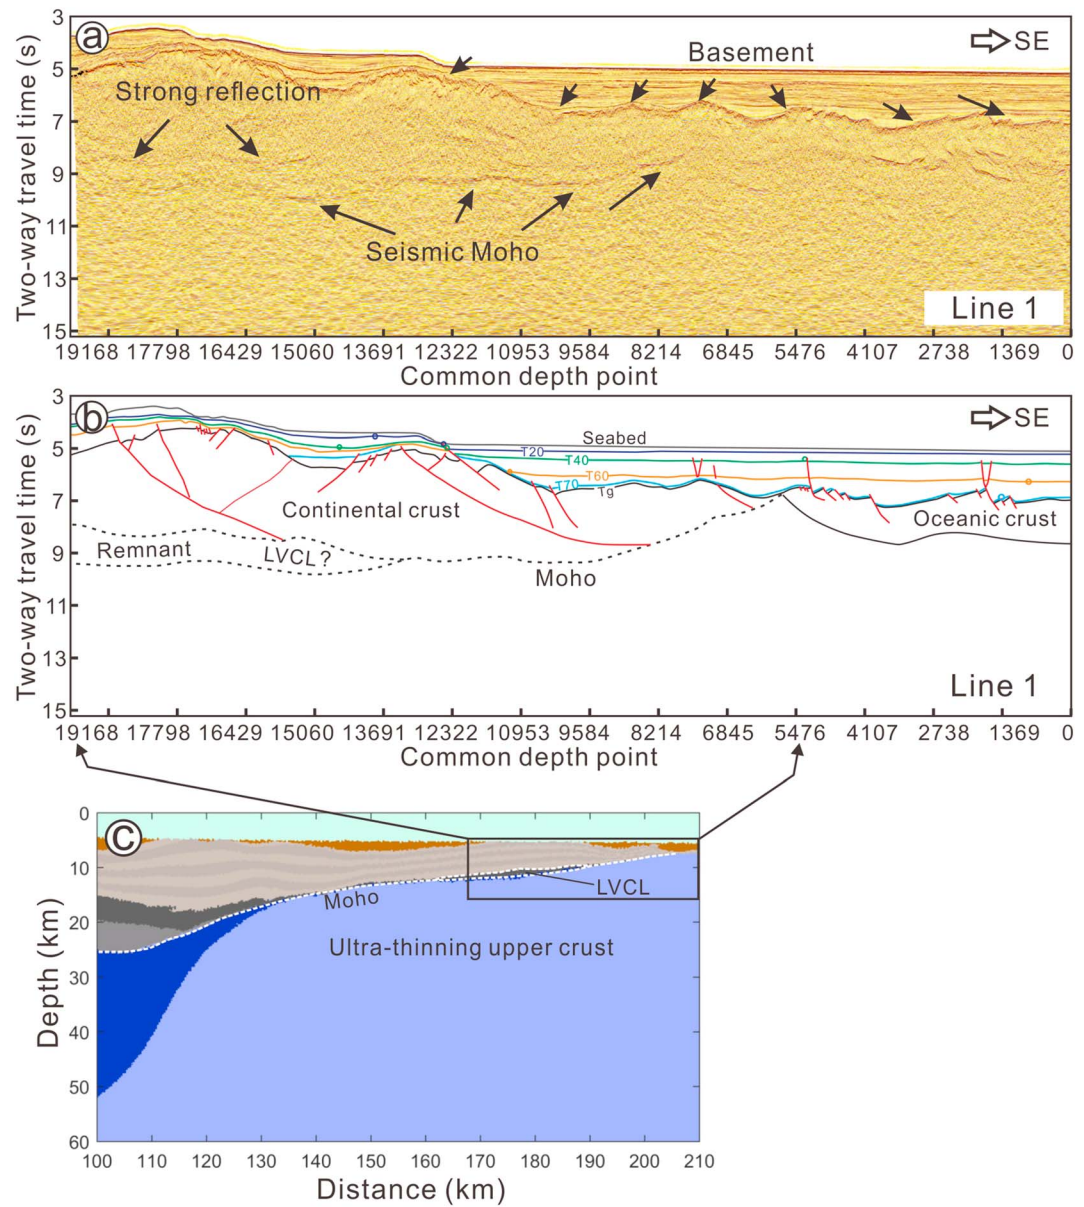 a
SE
Basement
Strong reflection
Seismic Moho
Line 1
Two-way travel time (s)
3
5
7
9
11
13
15
19168 17798 16429 15060 13691 12322 10953 9584 8214 6845 5476 4107 2738 1369 0
Common depth point
b
SE
Seabed
T20
T40
T60
T70
Tg
Continental crust
Oceanic crust
Remnant
LVCL?
Moho
Line 1
Two-way travel time (s)
3
5
7
9
11
13
15
19168 17798 16429 15060 13691 12322 10953 9584 8214 6845 5476 4107 2738 1369 0
Common depth point
c
LVCL
Moho
Ultra-thinning upper crust
Depth (km)
0
10
20
30
40
50
60
100 110 120 130 140 150 160 170 180 190 200 210
Distance (km)